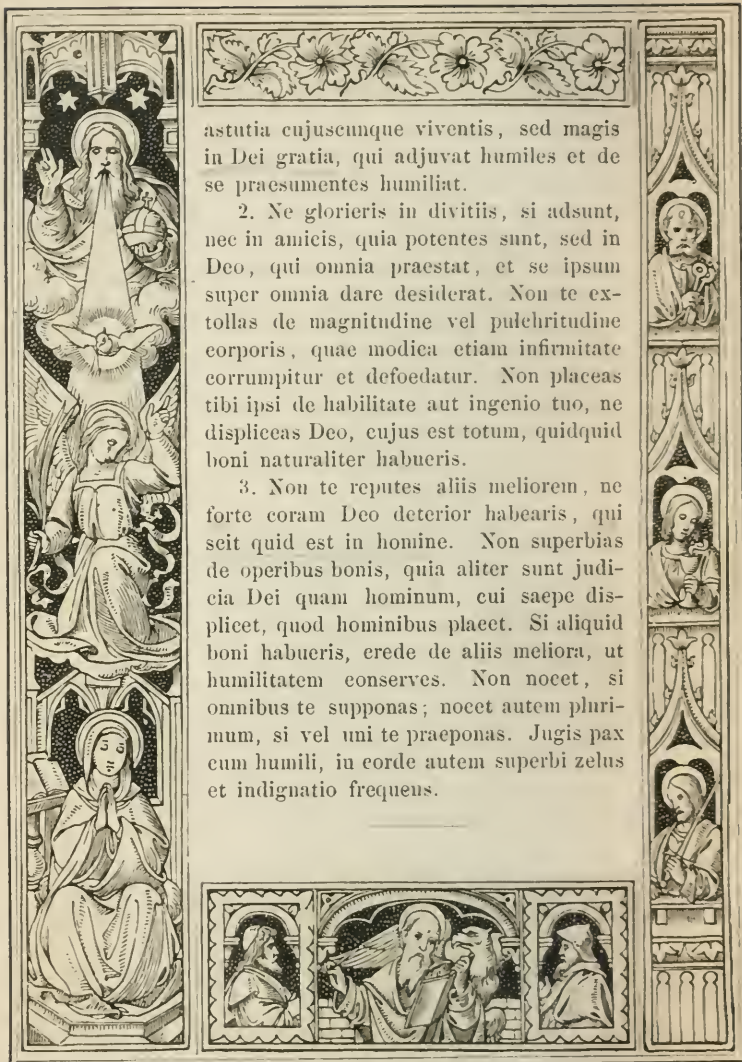 astutia cujuscunque viventis, sed magis
in Dei gratia, qui adjuvat humiles et de
se praesumentes humiliat.
2. Ne glorieris in divitiis, si adsunt,
nec in amicis, quia potentes sunt, sed in
Deo, qui omnia praestat, et se ipsum
super omnia dare desiderat. Non te ex-
tollas de magnitudine vel pulchritudine
corporis, quae modica etiam infirmitate
corrumpitur et defoedatur. Non placeas
tibi ipsi de habilitate aut ingenio tuo, ne
displiceas Deo, cujus est totum, quidquid
boni naturaliter habueris.
3. Non te reputes aliis meliorem, ne
forte coram Deo deterior habearis, qui
scit quid est in homine. Non superbias
de operibus bonis, quia aliter sunt judi-
cia Dei quam hominum, cui saepe dis-
plicet, quod hominibus placet. Si aliquid
boni habueris, crede de aliis meliora, ut
humilitatem conserves. Non nocet, si
omnibus te supponas; nocet autem pluri-
mum, si vel uni te praeponas. Jugis pax
cum humili, in corde autem superbi zelus
et indignatio frequens.